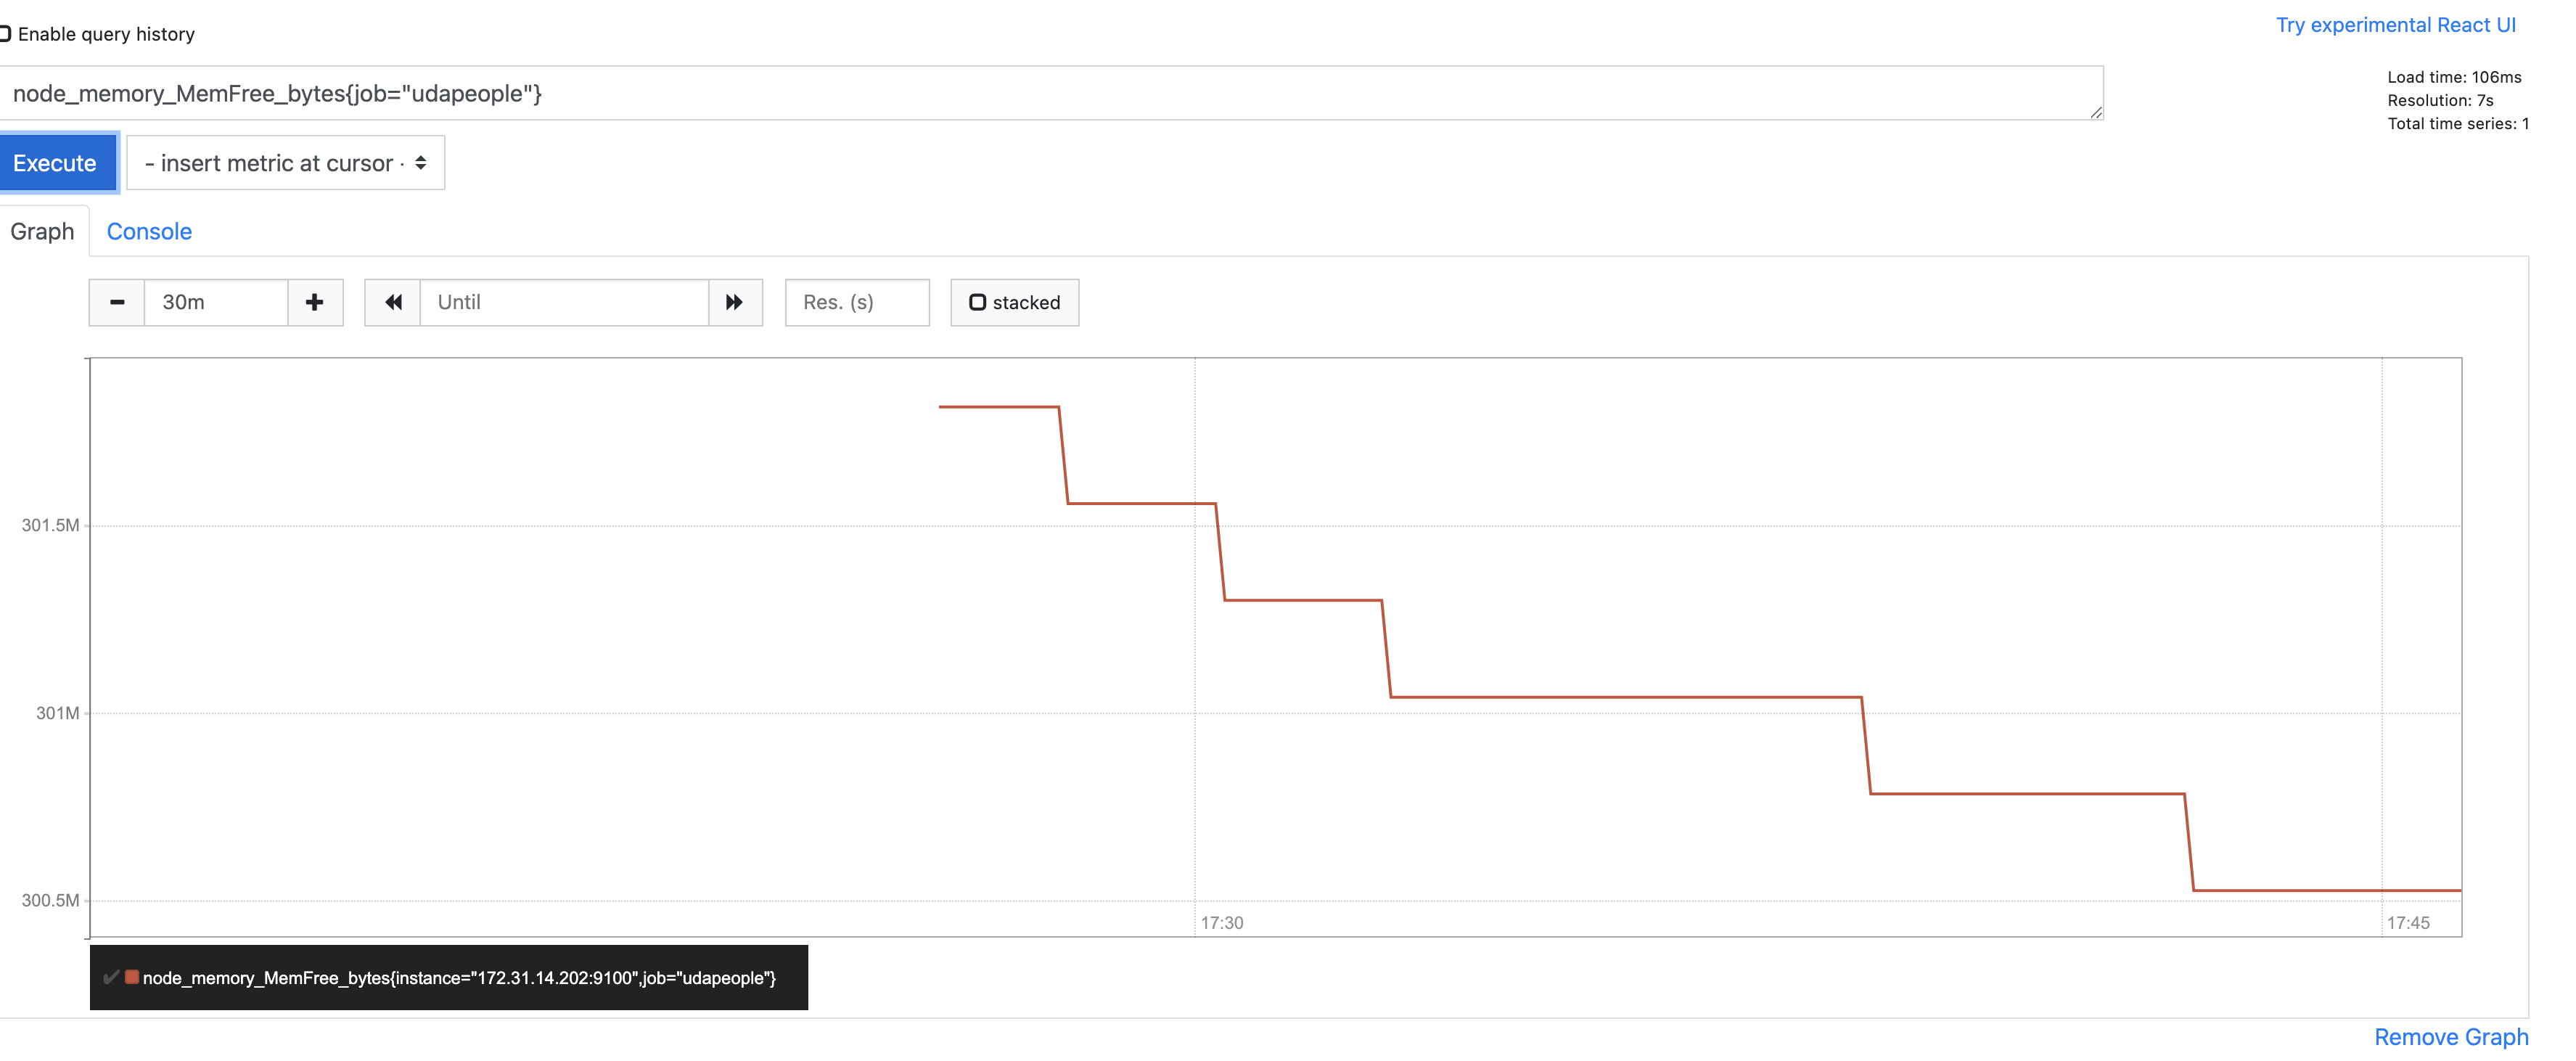 Enable query history
Try experimental React UI
node_memory_MemFree_bytes{job="udapeople"}
Load time: 106ms
Resolution: 7s
Total time series: 1
Execute
- insert metric at cursor -
Graph
Console
30m
Until
Res. (s)
stacked
301.5M
301M
300.5M
17:30
17:45
node_memory_MemFree_bytes{instance="172.31.14.202:9100",job="udapeople"}
Remove Graph